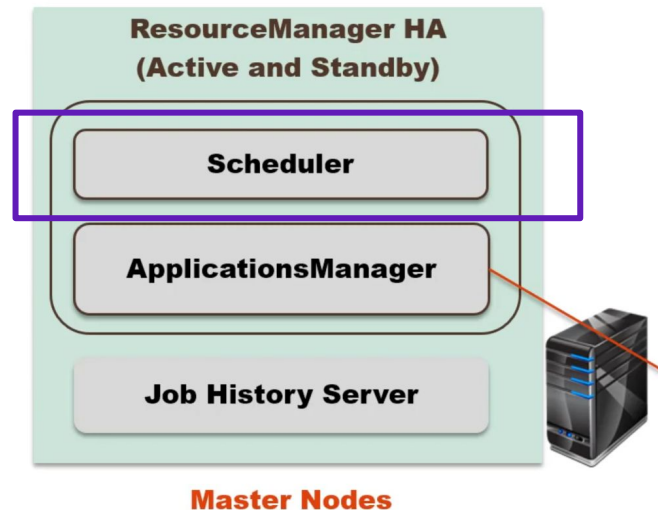 ResourceManager HA
(Active and Standby)
Scheduler
ApplicationsManager
Job History Server
Master Nodes